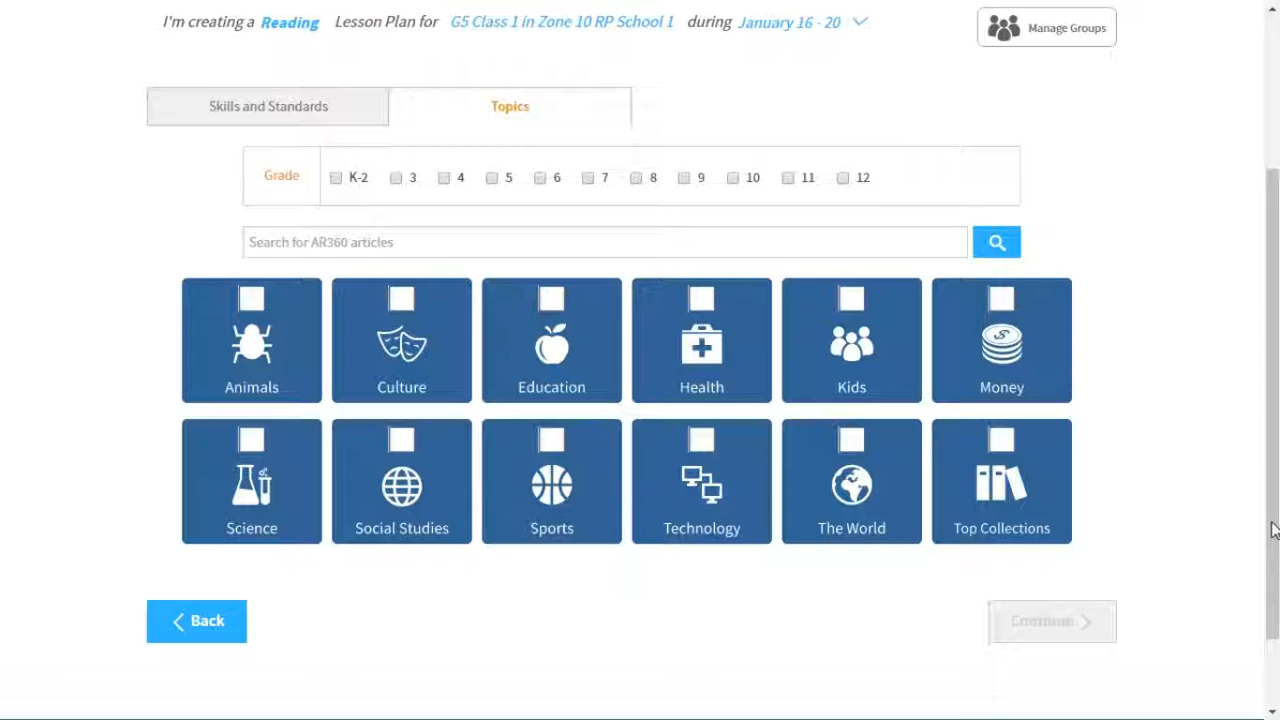 I'm creating a Reading Lesson Plan for G5 Class 1 in Zone 10 RP School 1 during January 16 - 20
Manage Groups
Skills and Standards
Topics
Grade
K-2 3 4 5 6 7 8 9 10 11 12
Search for AR360 articles
Animals Culture Education Health Kids Money
Science Social Studies Sports Technology The World Top Collections
Back
Continue